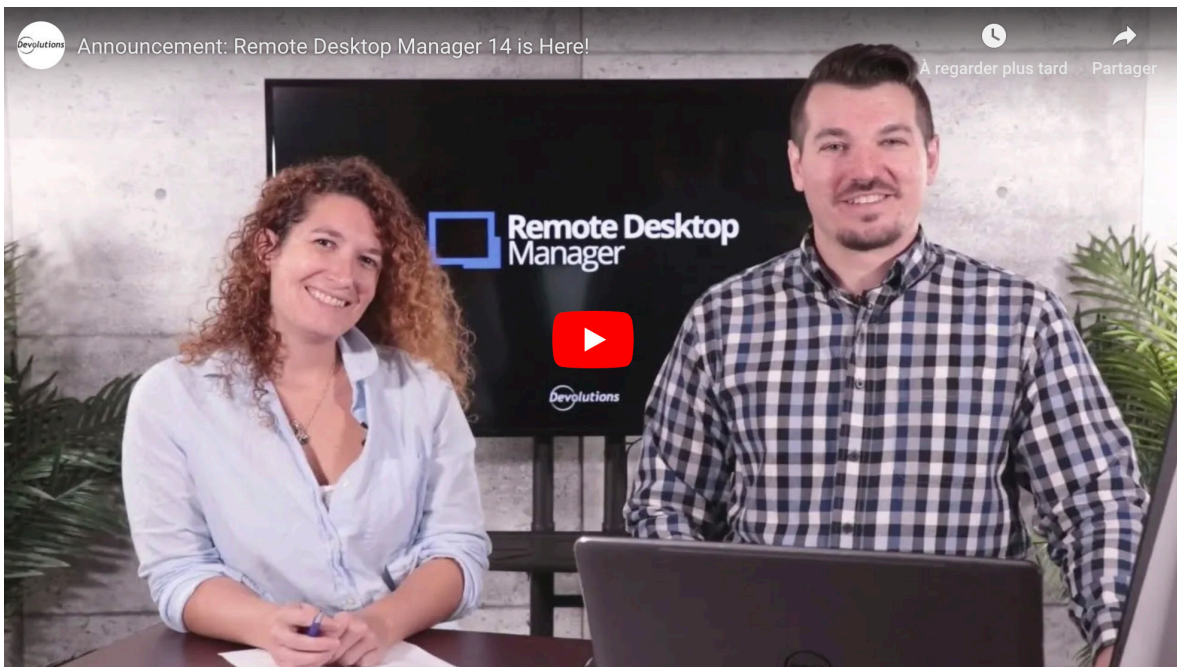 Devolutions
Announcement: Remote Desktop Manager 14 is Here!
À regarder plus tard
Partager
Remote Desktop
Manager
Devolutions